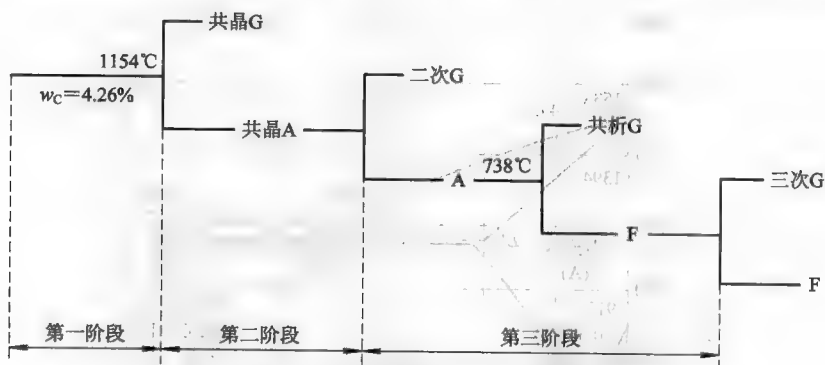 共晶G
1154℃
二次G
w_C=4.26%
共晶A
共析G
738℃
A
三次G
F
F
第一阶段
第二阶段
第三阶段